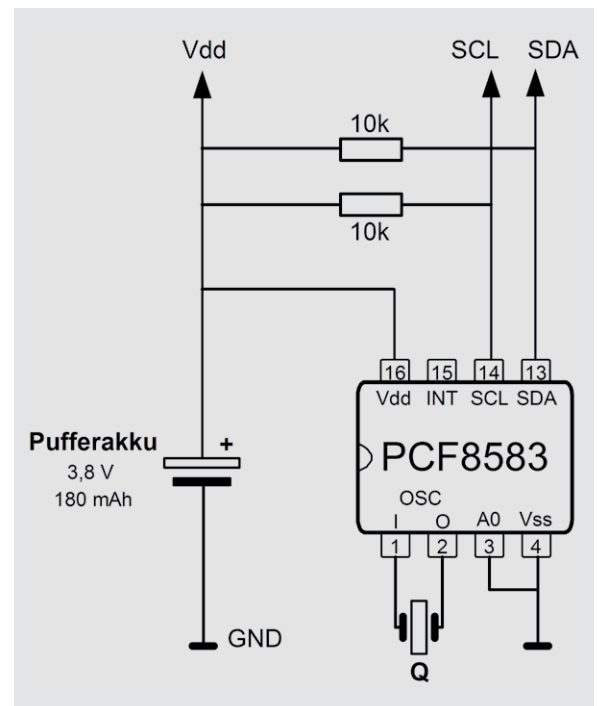 Vdd SCL SDA
10k
10k
16 15 14 13
Vdd INT SCL SDA
Pufferakku +
3,8 V
180 mAh
PCF8583
OSC
I O A0 Vss
1 2 3 4
GND
Q